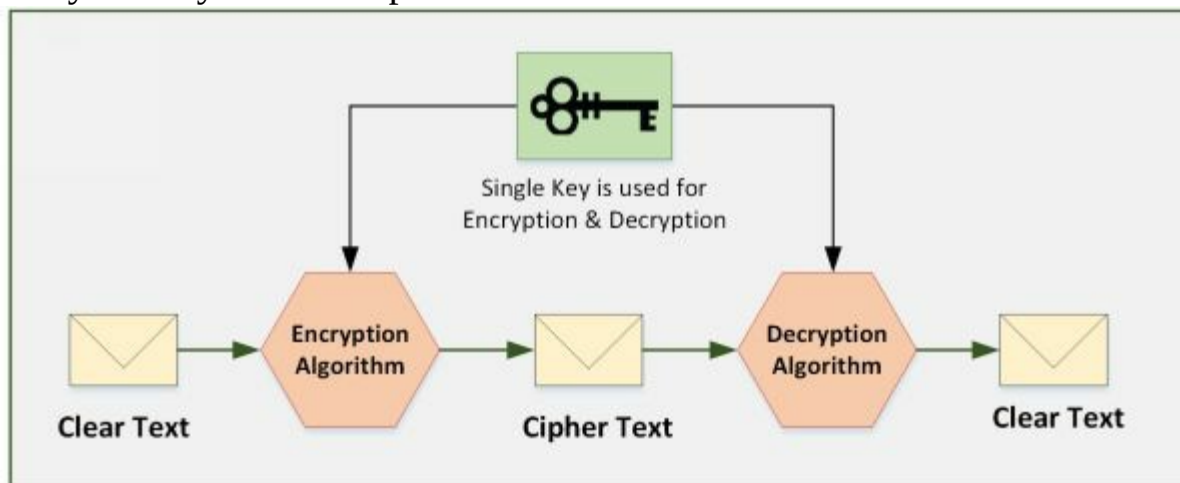 Single Key is used for
Encryption & Decryption
Encryption
Algorithm
Decryption
Algorithm
Clear Text
Cipher Text
Clear Text